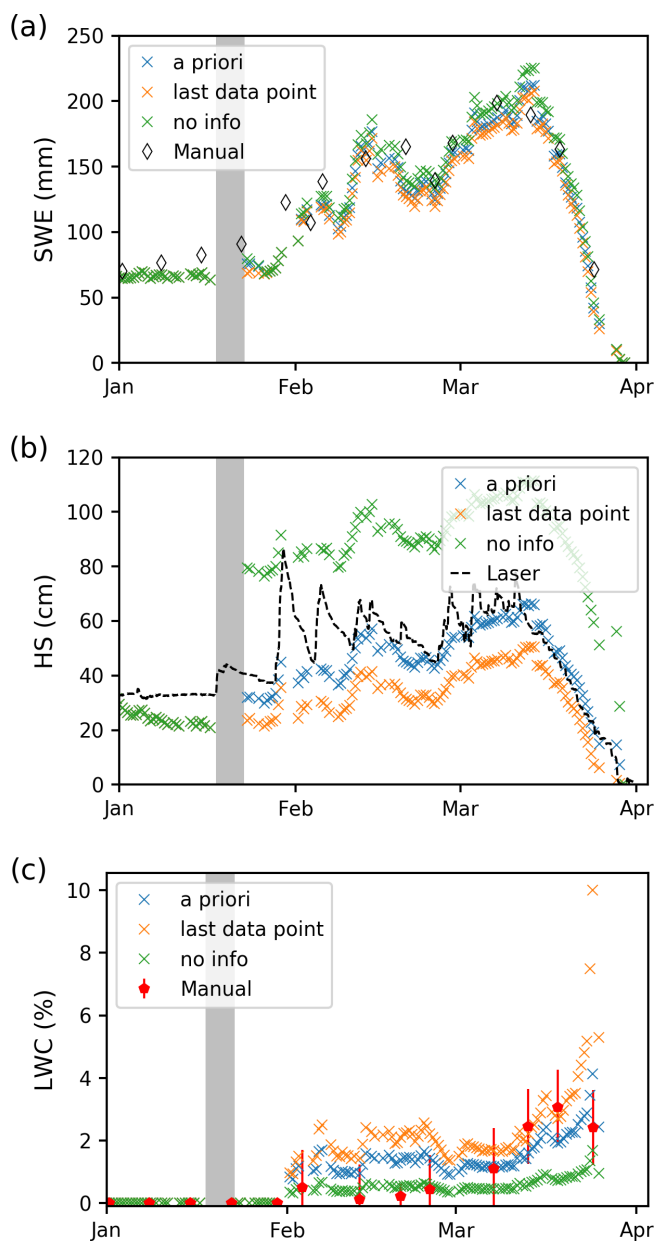 (a)
250
200
150
100
50
0
SWE (mm)
a priori
last data point
no info
Manual
Jan
Feb
Mar
Apr
(b)
120
100
80
60
40
20
0
HS (cm)
a priori
last data point
no info
Laser
Jan
Feb
Mar
Apr
(c)
10
8
6
4
2
0
LWC (%)
a priori
last data point
no info
Manual
Jan
Feb
Mar
Apr